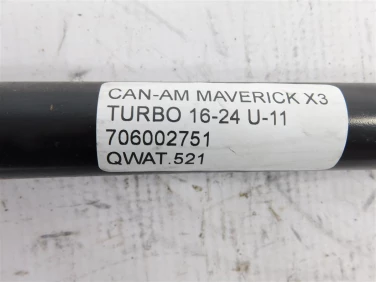 CAN-AM MAVERICK X3
TURBO 16-24 U-11
706002751
QWAT.521